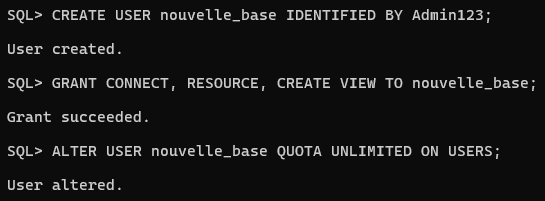 SQL> CREATE USER nouvelle_base IDENTIFIED BY Admin123;
User created.
SQL> GRANT CONNECT, RESOURCE, CREATE VIEW TO nouvelle_base;
Grant succeeded.
SQL> ALTER USER nouvelle_base QUOTA UNLIMITED ON USERS;
User altered.